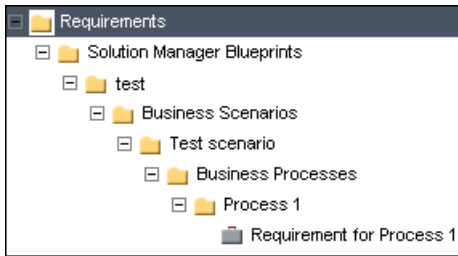 Requirements
Solution Manager Blueprints
test
Business Scenarios
Test scenario
Business Processes
Process 1
Requirement for Process 1